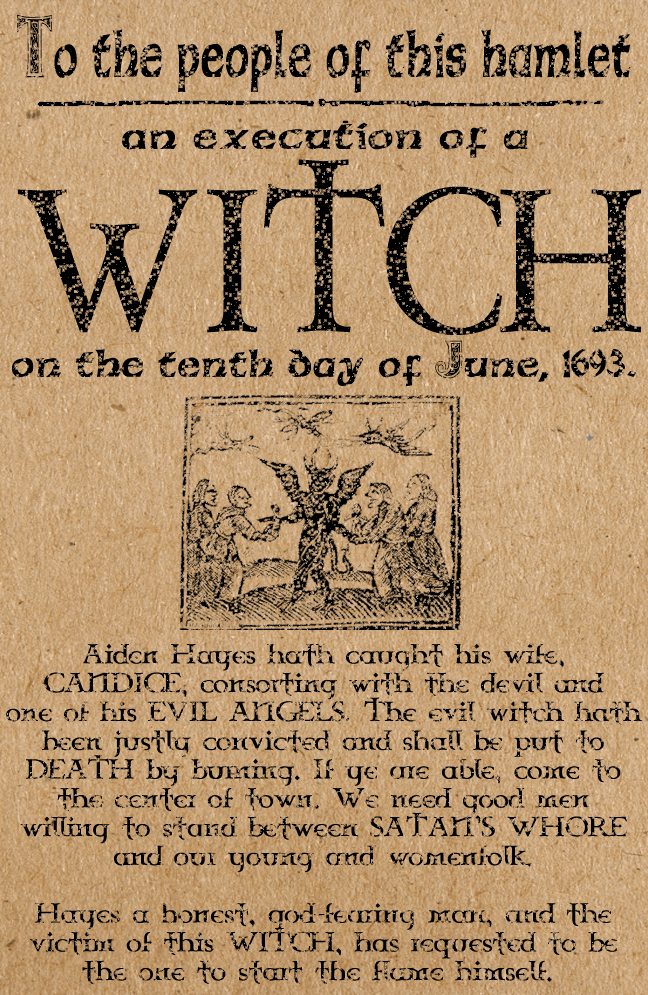 To the people of this hamlet
an execution of a
WITCH
on the tenth day of June, 1693.
Aiden Hayes hath caught his wife,
CANDICE, consorting with the devil and
one of his EVIL ANGELS. The evil witch hath
been justly convicted and shall be put to
DEATH by burning. If ye are able, come to
the center of town. We need good men
willing to stand between SATAN'S WHORE
and our young and womenfolk.
Hayes a honest, god-fearing man, and the
victim of this WITCH, has requested to be
the one to start the flame himself.